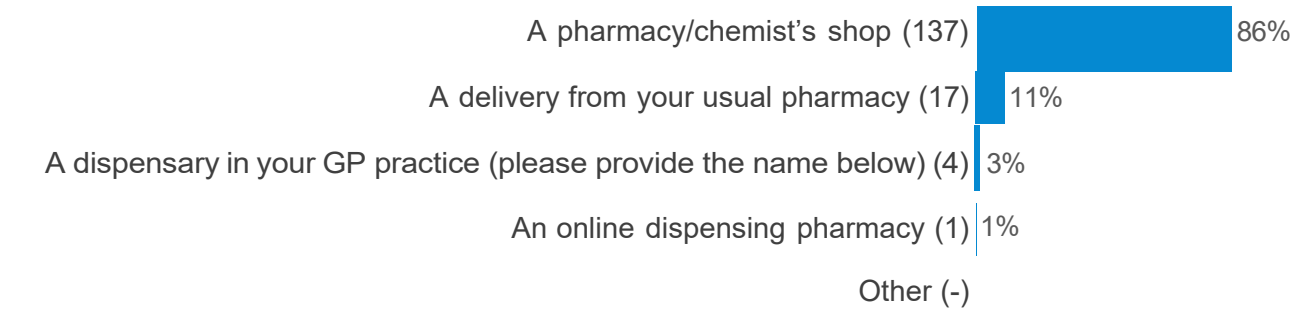 A pharmacy/chemist’s shop (137) 86%
A delivery from your usual pharmacy (17) 11%
A dispensary in your GP practice (please provide the name below) (4) 3%
An online dispensing pharmacy (1) 1%
Other (-)